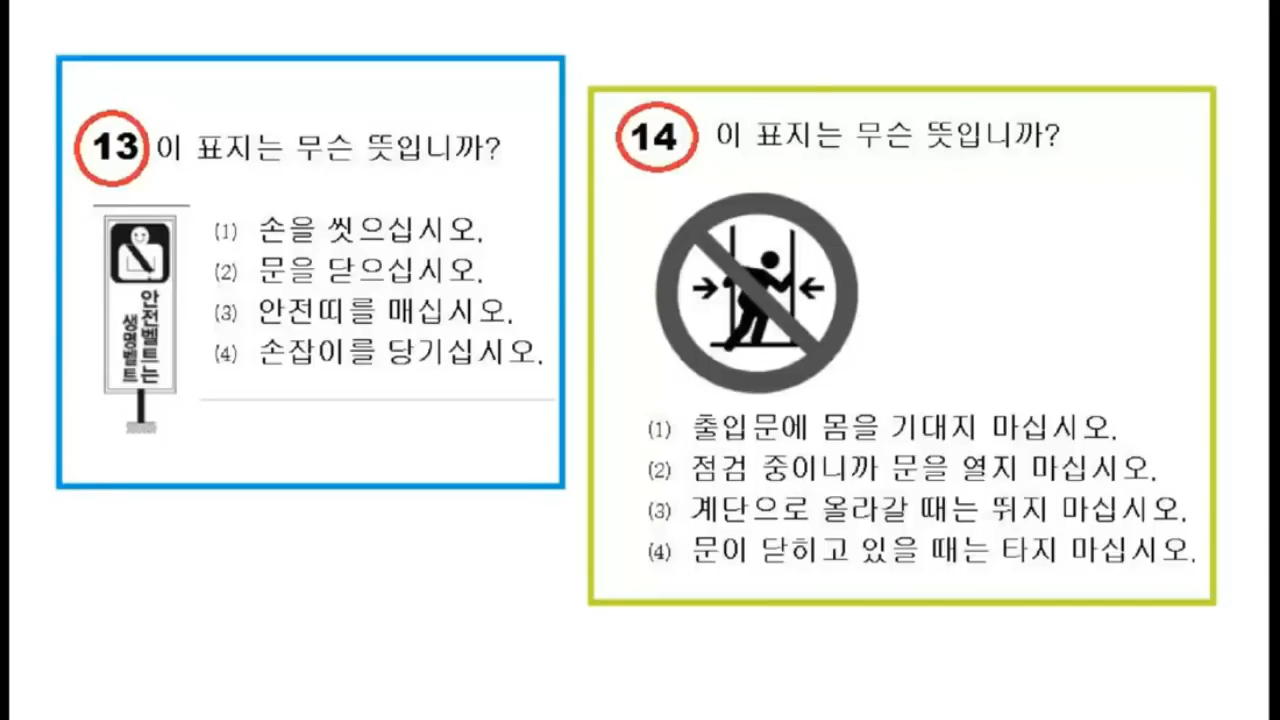 13 이 표지는 무슨 뜻입니까?
안전벨트는
생명벨트
(1) 손을 씻으십시오.
(2) 문을 닫으십시오.
(3) 안전띠를 매십시오.
(4) 손잡이를 당기십시오.
14 이 표지는 무슨 뜻입니까?
(1) 출입문에 몸을 기대지 마십시오.
(2) 점검 중이니까 문을 열지 마십시오.
(3) 계단으로 올라갈 때는 뛰지 마십시오.
(4) 문이 닫히고 있을 때는 타지 마십시오.